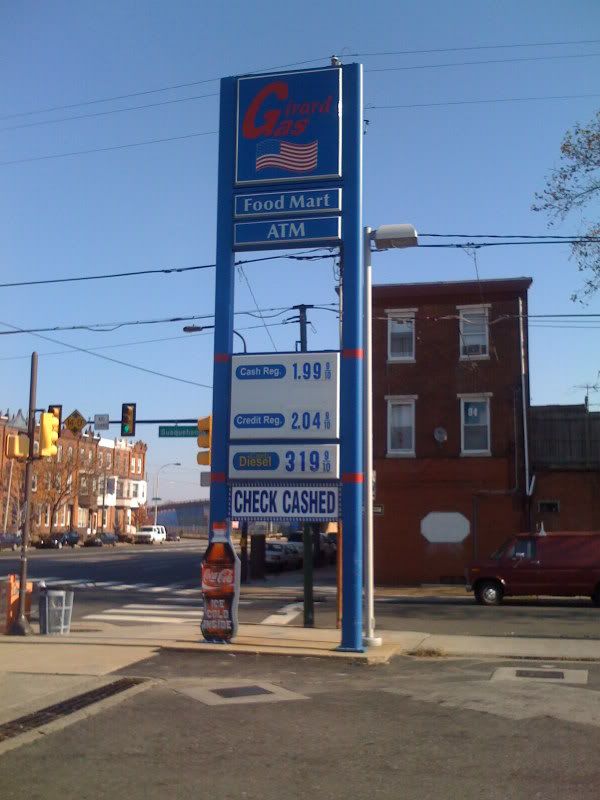 Girard
Gas
Food Mart
ATM
Cash Reg. 1.99 9/10
Credit Reg. 2.04 9/10
Diesel 3 19 9/10
CHECK CASHED
Coca-Cola
ICE
COLD
INSIDE